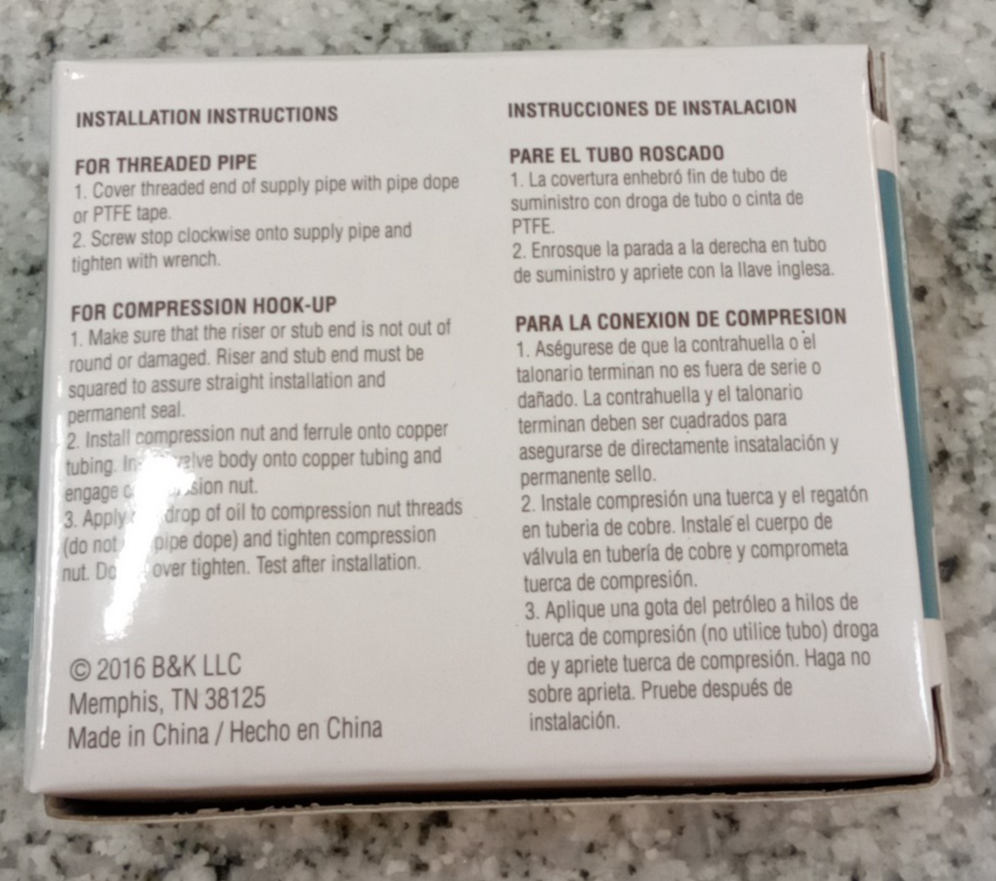 INSTALLATION INSTRUCTIONS
FOR THREADED PIPE
1. Cover threaded end of supply pipe with pipe dope
or PTFE tape.
2. Screw stop clockwise onto supply pipe and
tighten with wrench.
FOR COMPRESSION HOOK-UP
1. Make sure that the riser or stub end is not out of
round or damaged. Riser and stub end must be
squared to assure straight installation and
permanent seal.
2. Install compression nut and ferrule onto copper
tubing. body onto copper tubing and
engage nut.
3. Apply drop of oil to compression nut threads
(do not pipe dope) and tighten compression
nut. over tighten. Test after installation.
© 2016 B&K LLC
Memphis, TN 38125
Made in China / Hecho en China
INSTRUCCIONES DE INSTALACION
PARE EL TUBO ROSCADO
1. La covertura enhebró fin de tubo de
suministro con droga de tubo o cinta de
PTFE.
2. Enrosque la parada a la derecha en tubo
de suministro y apriete con la llave inglesa.
PARA LA CONEXION DE COMPRESION
1. Aségurese de que la contrahuella o el
talonario terminan no es fuera de serie o
dañado. La contrahuella y el talonario
terminan deben ser cuadrados para
asegurarse de directamente insatalación y
permanente sello.
2. Instale compresión una tuerca y el regatón
en tuberia de cobre. Instale el cuerpo de
válvula en tubería de cobre y comprometa
tuerca de compresión.
3. Aplique una gota del petróleo a hilos de
tuerca de compresión (no utilice tubo) droga
de y apriete tuerca de compresión. Haga no
sobre aprieta. Pruebe después de
instalación.